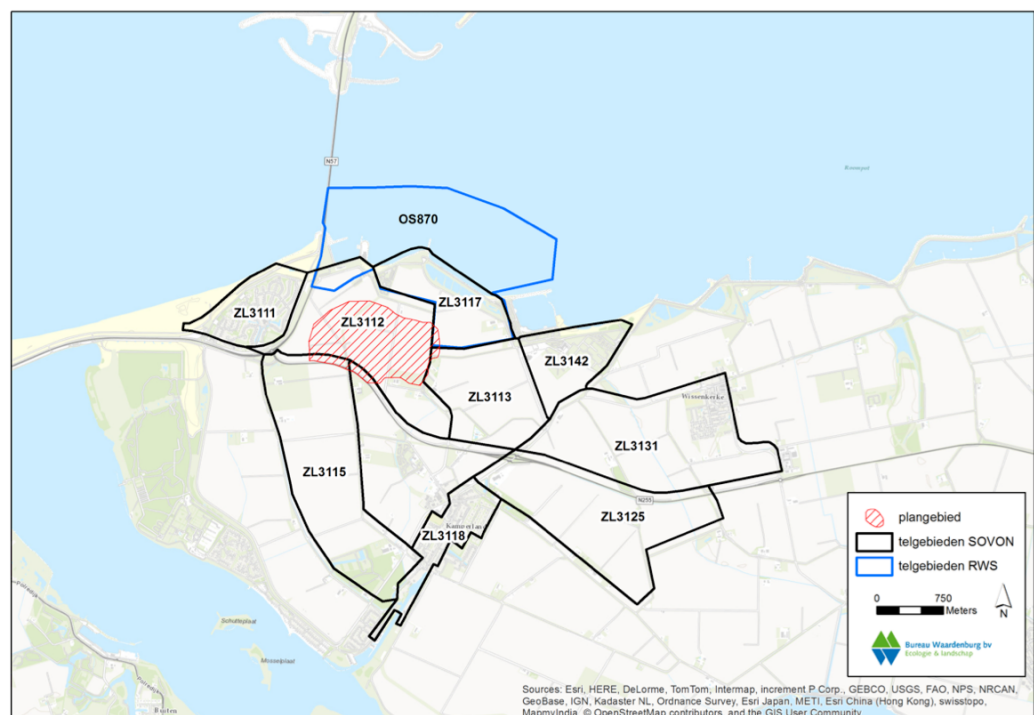 N57
OS870
ZL3111
ZL3112
ZL3117
ZL3142
ZL3113
Wissenkerke
ZL3131
ZL3115
N255
ZL3125
Kamperland
ZL3118
Schutteplaat
Mosselplaat
plangebied
telgebieden SOVON
telgebieden RWS
0 750
Meters
N
Bureau Waardenburg bv
Ecologie & landschap
Sources: Esri, HERE, DeLorme, TomTom, Intermap, increment P Corp., GEBCO, USGS, FAO, NPS, NRCAN,
GeoBase, IGN, Kadaster NL, Ordnance Survey, Esri Japan, METI, Esri China (Hong Kong), swisstopo,
MapmyIndia, © OpenStreetMap contributors, and the GIS User Community